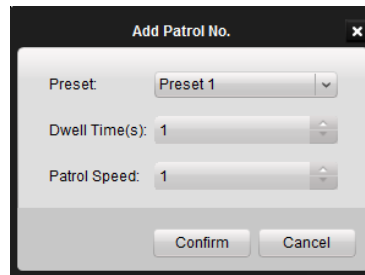 Add Patrol No.
Preset: Preset 1
Dwell Time(s): 1
Patrol Speed: 1
Confirm Cancel